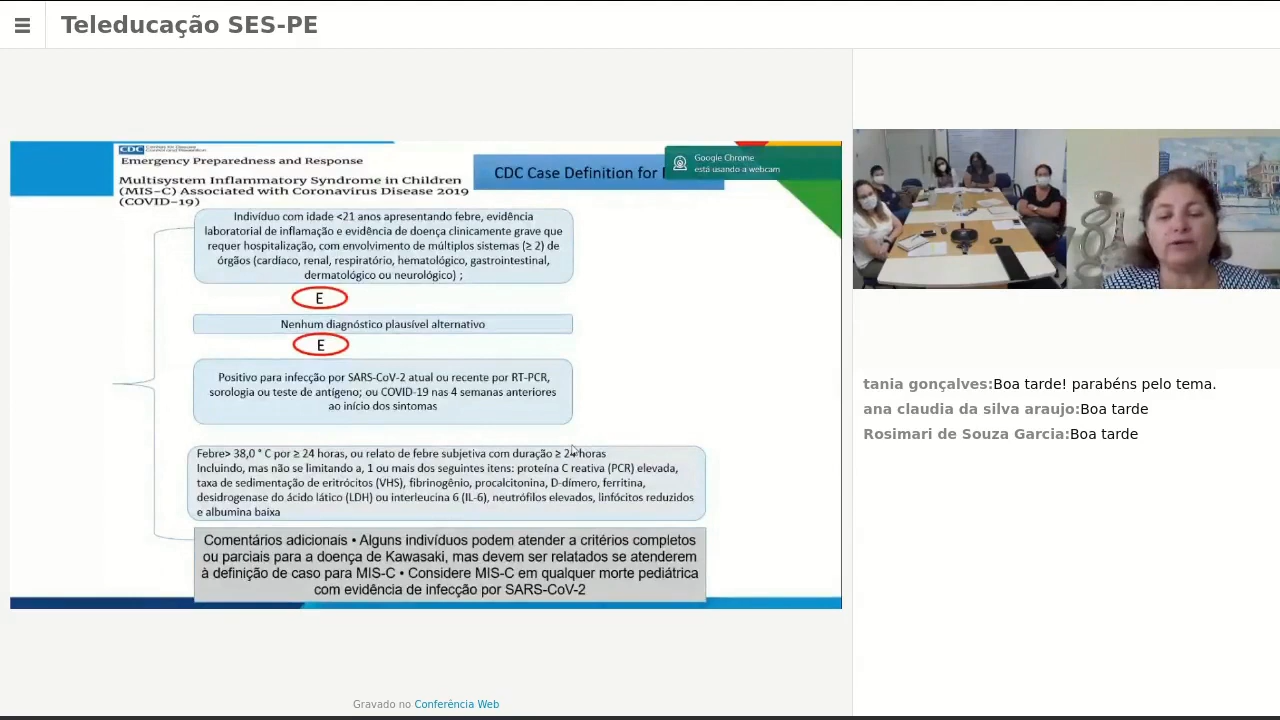 Teleducação SES-PE
CDC Centers for Disease
Control and Prevention
Emergency Preparedness and Response
Multisystem Inflammatory Syndrome in Children
(MIS-C) Associated with Coronavirus Disease 2019
(COVID-19)
CDC Case Definition for
Google Chrome
está usando a webcam
Indivíduo com idade <21 anos apresentando febre, evidência
laboratorial de inflamação e evidência de doença clinicamente grave que
requer hospitalização, com envolvimento de múltiplos sistemas (≥ 2) de
órgãos (cardíaco, renal, respiratório, hematológico, gastrointestinal,
dermatológico ou neurológico) ;
E
Nenhum diagnóstico plausível alternativo
E
Positivo para infecção por SARS-CoV-2 atual ou recente por RT-PCR,
sorologia ou teste de antígeno; ou COVID-19 nas 4 semanas anteriores
ao início dos sintomas
Febre> 38,0 ° C por ≥ 24 horas, ou relato de febre subjetiva com duração ≥ 24 horas
Incluindo, mas não se limitando a, 1 ou mais dos seguintes itens: proteína C reativa (PCR) elevada,
taxa de sedimentação de eritrócitos (VHS), fibrinogênio, procalcitonina, D-dímero, ferritina,
desidrogenase do ácido lático (LDH) ou interleucina 6 (IL-6), neutrófilos elevados, linfócitos reduzidos
e albumina baixa
Comentários adicionais • Alguns indivíduos podem atender a critérios completos
ou parciais para a doença de Kawasaki, mas devem ser relatados se atenderem
à definição de caso para MIS-C • Considere MIS-C em qualquer morte pediátrica
com evidência de infecção por SARS-CoV-2
tania gonçalves:Boa tarde! parabéns pelo tema.
ana claudia da silva araujo:Boa tarde
Rosimari de Souza Garcia:Boa tarde
Gravado no Conferência Web